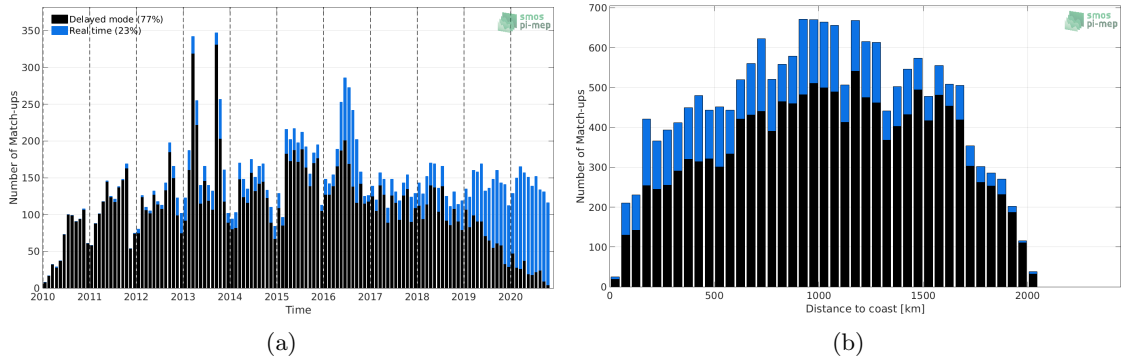 Delayed mode (77%)
Real time (23%)
smos
pi-mep
Number of Match-ups
350
300
250
200
150
100
50
0
2010 2011 2012 2013 2014 2015 2016 2017 2018 2019 2020
Time
(a)
smos
pi-mep
Number of Match-ups
700
600
500
400
300
200
100
0
0 500 1000 1500 2000
Distance to coast [km]
(b)